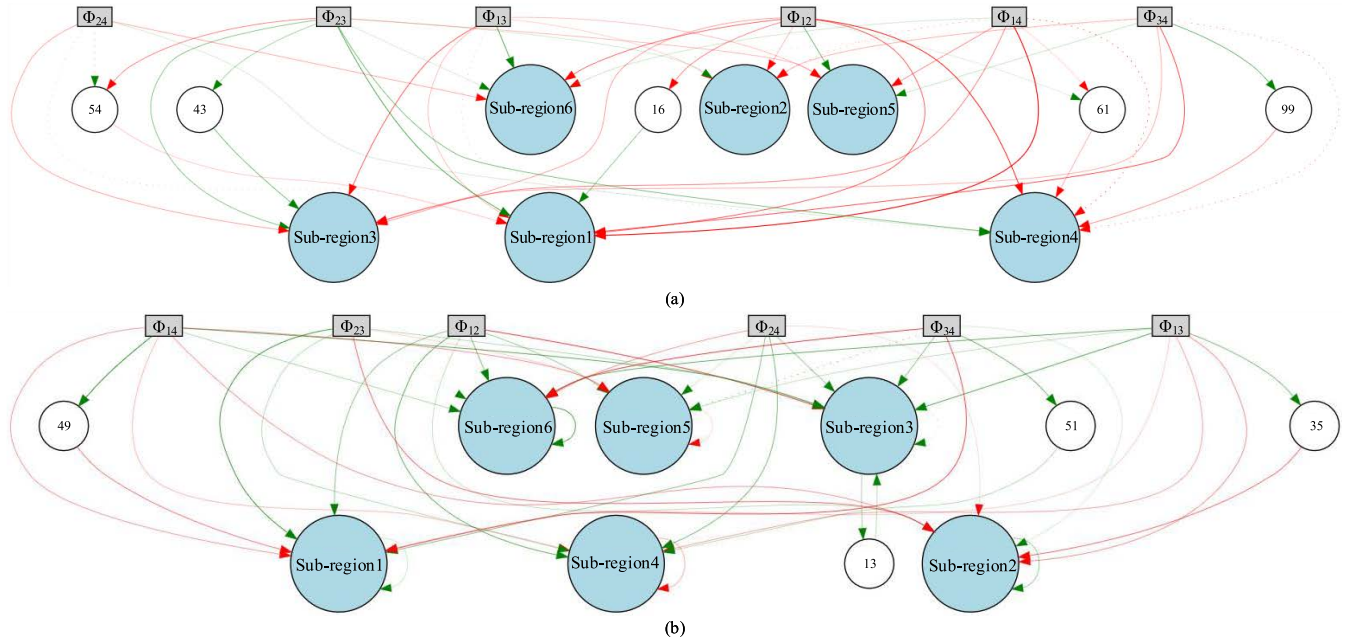 Φ24 Φ23 Φ13 Φ12 Φ14 Φ34
54 43 Sub-region6 16 Sub-region2 Sub-region5 61 99
Sub-region3 Sub-region1 Sub-region4
(a)
Φ14 Φ23 Φ12 Φ24 Φ34 Φ13
49 Sub-region6 Sub-region5 Sub-region3 51 35
Sub-region1 Sub-region4 13 Sub-region2
(b)